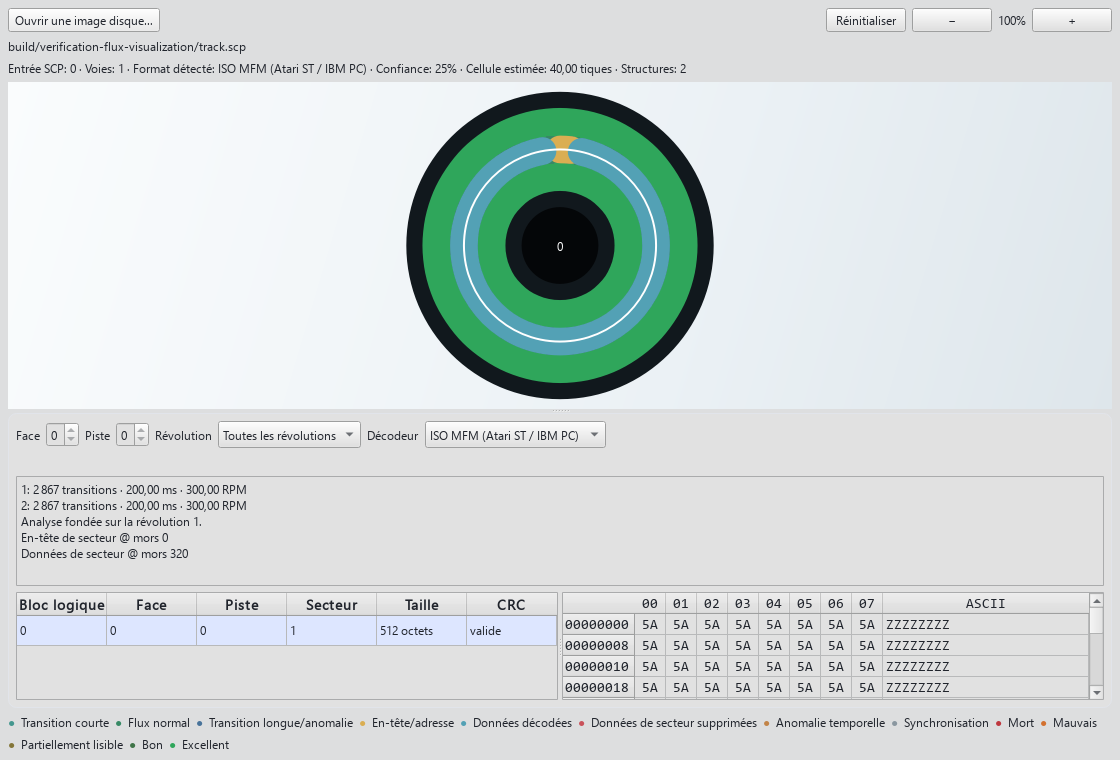 Ouvrir une image disque... Réinitialiser − 100% +
build/verification-flux-visualization/track.scp
Entrée SCP: 0 · Voies: 1 · Format détecté: ISO MFM (Atari ST / IBM PC) · Confiance: 25% · Cellule estimée: 40,00 tiques · Structures: 2
0
Face 0 Piste 0 Révolution Toutes les révolutions Décodeur ISO MFM (Atari ST / IBM PC)
1: 2 867 transitions · 200,00 ms · 300,00 RPM
2: 2 867 transitions · 200,00 ms · 300,00 RPM
Analyse fondée sur la révolution 1.
En-tête de secteur @ mors 0
Données de secteur @ mors 320
Bloc logique Face Piste Secteur Taille CRC
0 0 0 1 512 octets valide
00 01 02 03 04 05 06 07 ASCII
00000000 5A 5A 5A 5A 5A 5A 5A 5A ZZZZZZZZ
00000008 5A 5A 5A 5A 5A 5A 5A 5A ZZZZZZZZ
00000010 5A 5A 5A 5A 5A 5A 5A 5A ZZZZZZZZ
00000018 5A 5A 5A 5A 5A 5A 5A 5A ZZZZZZZZ
Transition courte Flux normal Transition longue/anomalie En-tête/adresse Données décodées Données de secteur supprimées Anomalie temporelle Synchronisation Mort Mauvais
Partiellement lisible Bon Excellent